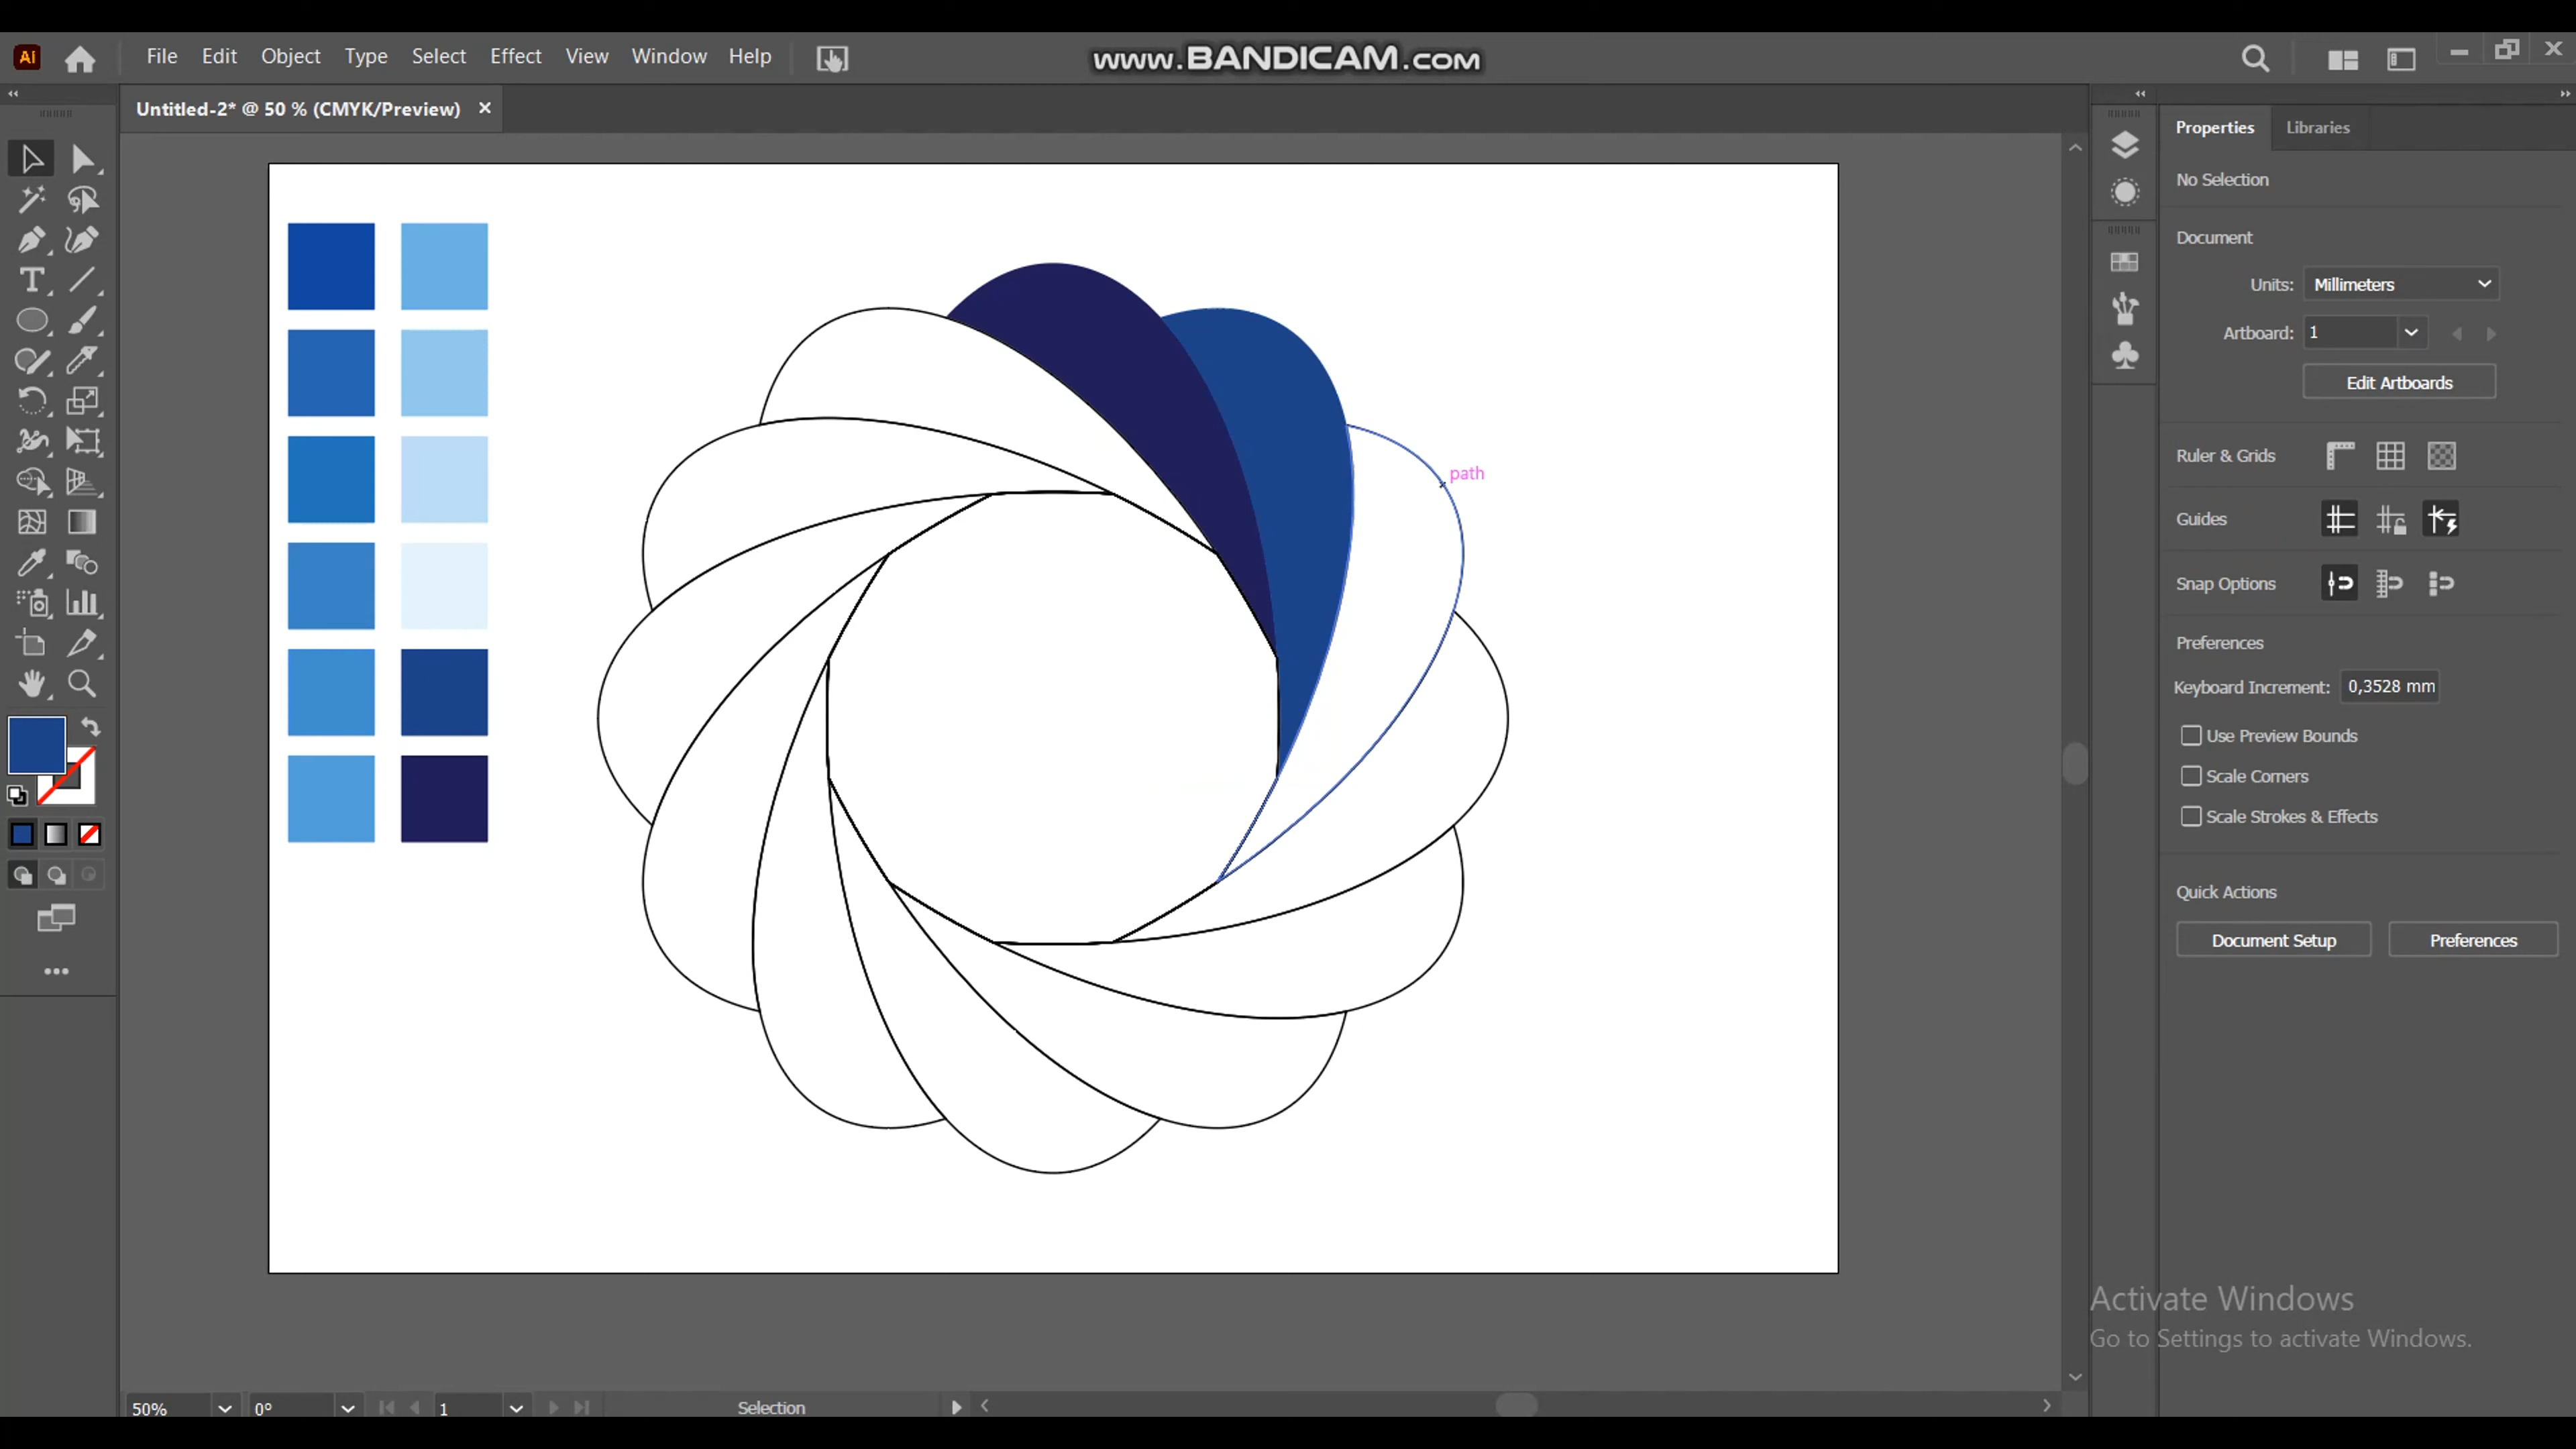 Ai File Edit Object Type Select Effect View Window Help
www.BANDICAM.com
Untitled-2* @ 50 % (CMYK/Preview) ×
Properties Libraries
No Selection
Document
Units: Millimeters
Artboard: 1
Edit Artboards
path
Ruler & Grids
Guides
Snap Options
Preferences
Keyboard Increment: 0,3528 mm
Use Preview Bounds
Scale Corners
Scale Strokes & Effects
Quick Actions
Document Setup Preferences
Activate Windows
Go to Settings to activate Windows.
50% 0° 1 Selection